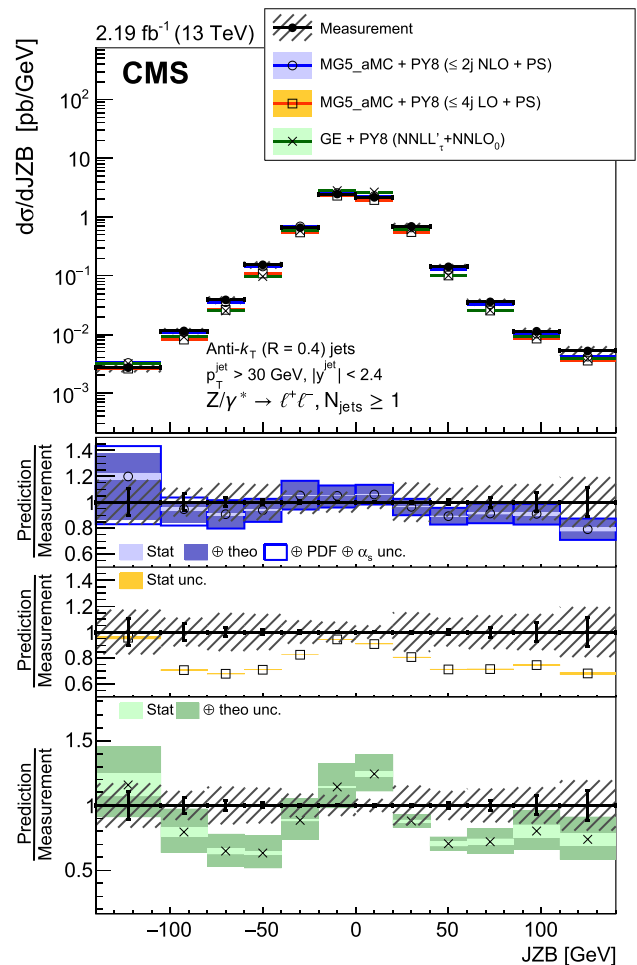 2.19 fb⁻¹ (13 TeV)
CMS
Measurement
MG5_aMC + PY8 (≤ 2j NLO + PS)
MG5_aMC + PY8 (≤ 4j LO + PS)
GE + PY8 (NNLL'τ+NNLO₀)
dσ/dJZB [pb/GeV]
10²
10
1
10⁻¹
10⁻²
10⁻³
Anti-k_T (R = 0.4) jets
p_T^jet > 30 GeV, |y^jet| < 2.4
Z/γ* → ℓ⁺ℓ⁻, N_jets ≥ 1
Prediction
Measurement
1.4
1.2
1
0.8
0.6
Stat ⊕ theo ⊕ PDF ⊕ αₛ unc.
Prediction
Measurement
1.4
1.2
1
0.8
0.6
Stat unc.
Prediction
Measurement
1.5
1
0.5
Stat ⊕ theo unc.
−100 −50 0 50 100
JZB [GeV]